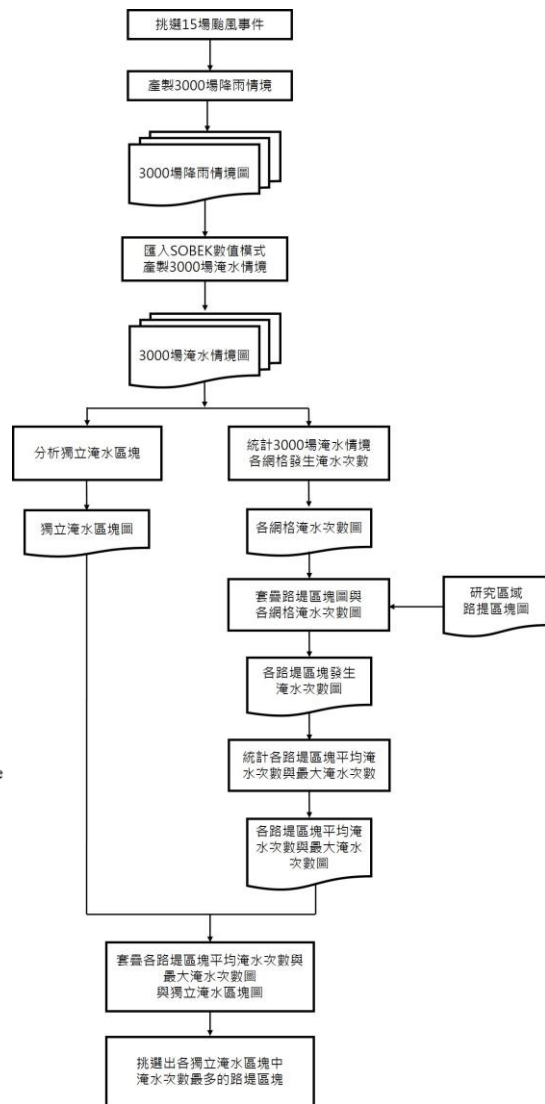 挑選15場颱風事件
產製3000場降雨情境
3000場降雨情境圖
匯入SOBEK數值模式
產製3000場淹水情境
3000場淹水情境圖
分析獨立淹水區塊
統計3000場淹水情境
各網格發生淹水次數
獨立淹水區塊圖
各網格淹水次數圖
套疊路堤區塊圖與
各網格淹水次數圖
研究區域
路提區塊圖
各路堤區塊發生
淹水次數圖
統計各路堤區塊平均淹
水次數與最大淹水次數
e
各路堤區塊平均淹
水次數與最大淹水
次數圖
套疊各路堤區塊平均淹水次數與
最大淹水次數圖
與獨立淹水區塊圖
挑選出各獨立淹水區塊中
淹水次數最多的路堤區塊